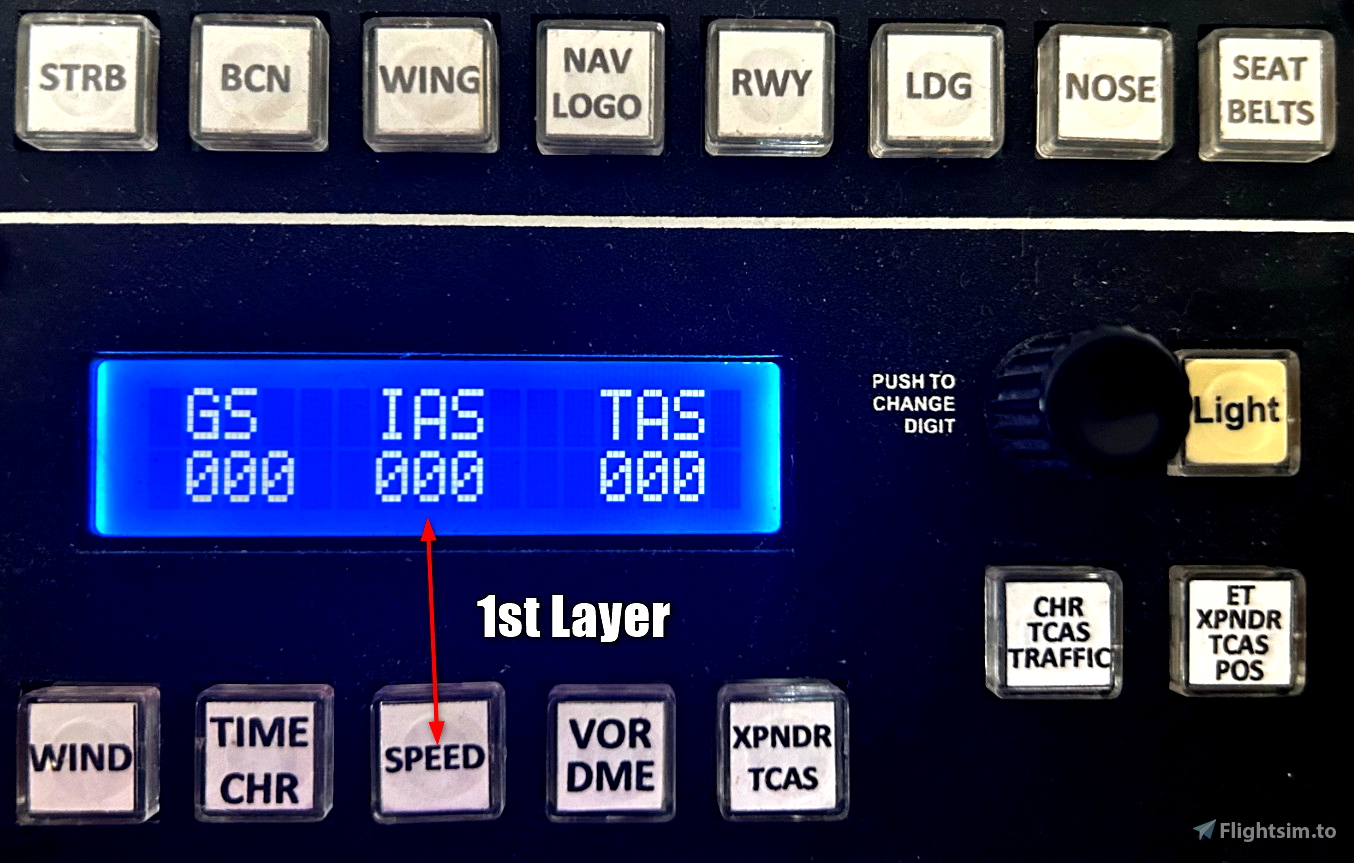 STRB
BCN
WING
NAV
LOGO
RWY
LDG
NOSE
SEAT
BELTS
GS IAS TAS
000 000 000
PUSH TO
CHANGE
DIGIT
Light
1st Layer
CHR
TCAS
TRAFFIC
ET
XPNDR
TCAS
POS
WIND
TIME
CHR
SPEED
VOR
DME
XPNDR
TCAS
Flightsim.to